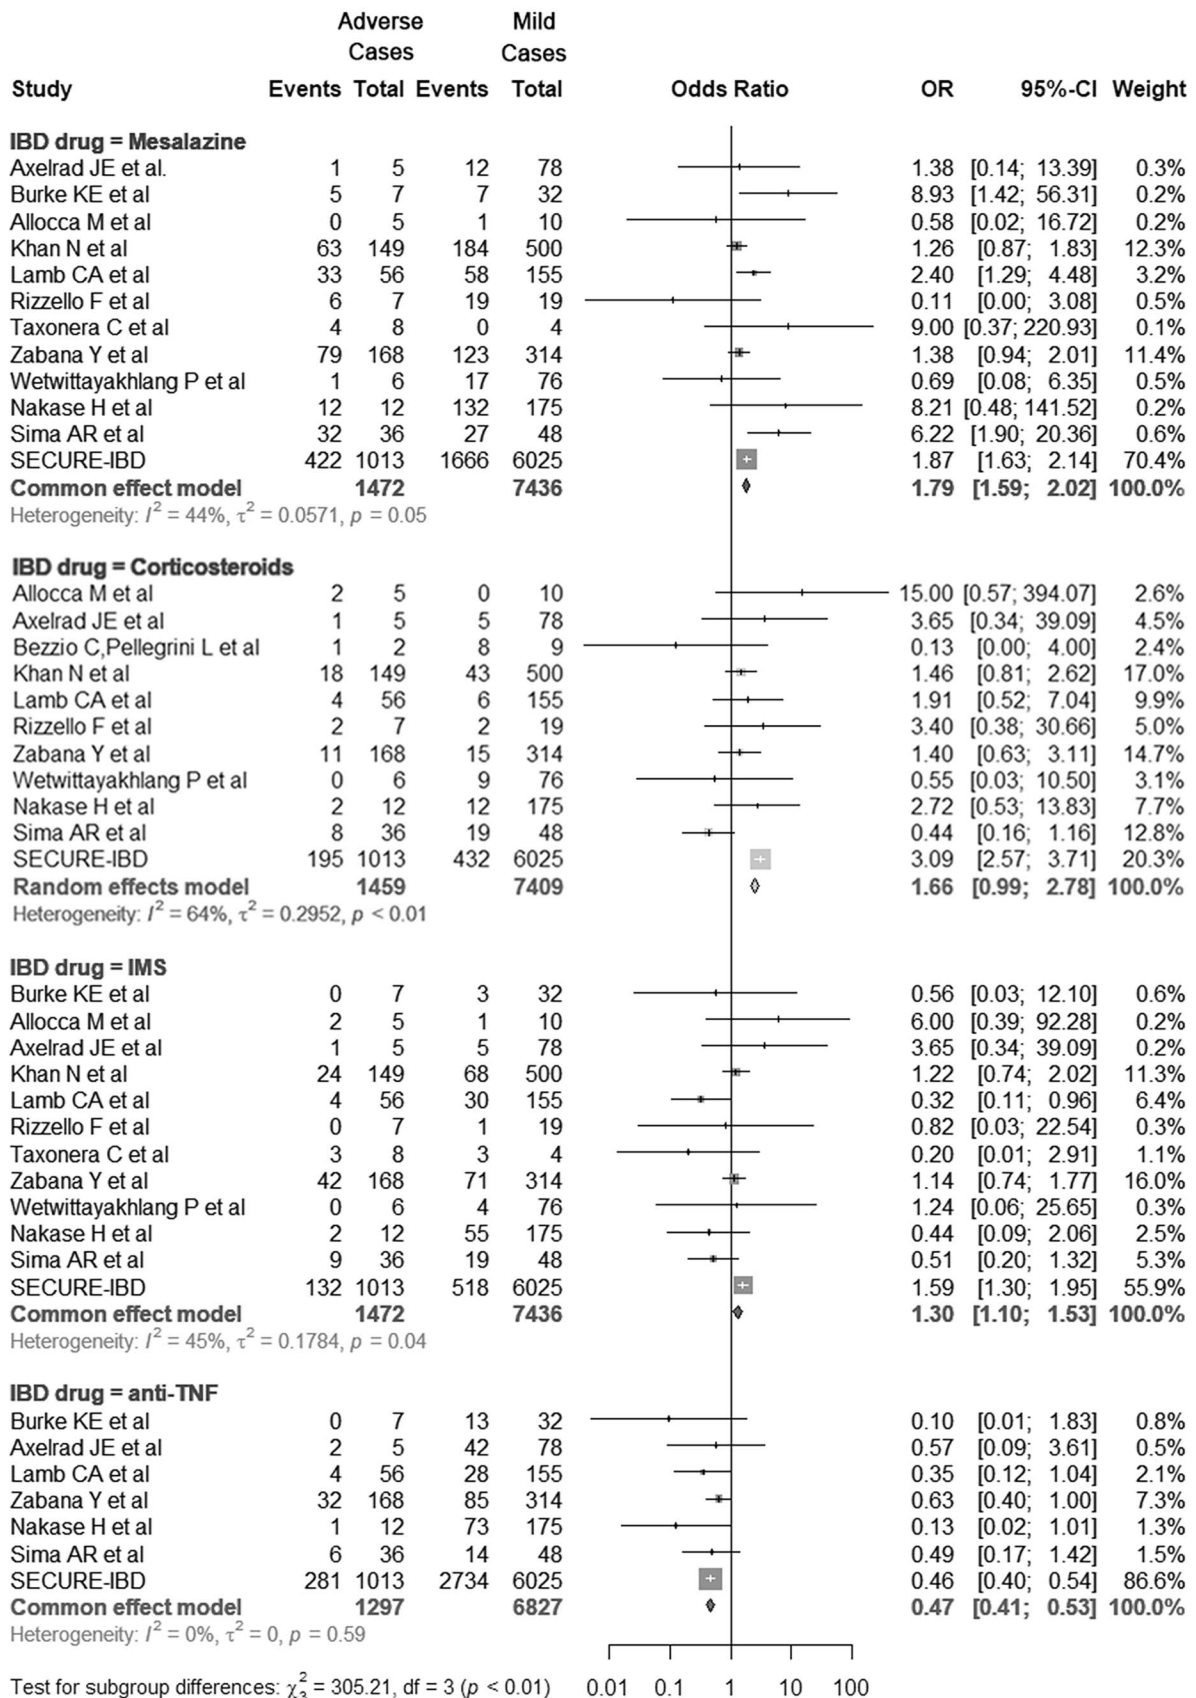 Adverse Mild
Cases Cases
Study Events Total Events Total Odds Ratio OR 95%-CI Weight
IBD drug = Mesalazine
Axelrad JE et al. 1 5 12 78 1.38 [0.14; 13.39] 0.3%
Burke KE et al 5 7 7 32 8.93 [1.42; 56.31] 0.2%
Allocca M et al 0 5 1 10 0.58 [0.02; 16.72] 0.2%
Khan N et al 63 149 184 500 1.26 [0.87; 1.83] 12.3%
Lamb CA et al 33 56 58 155 2.40 [1.29; 4.48] 3.2%
Rizzello F et al 6 7 19 19 0.11 [0.00; 3.08] 0.5%
Taxonera C et al 4 8 0 4 9.00 [0.37; 220.93] 0.1%
Zabana Y et al 79 168 123 314 1.38 [0.94; 2.01] 11.4%
Wetwittayakhlang P et al 1 6 17 76 0.69 [0.08; 6.35] 0.5%
Nakase H et al 12 12 132 175 8.21 [0.48; 141.52] 0.2%
Sima AR et al 32 36 27 48 6.22 [1.90; 20.36] 0.6%
SECURE-IBD 422 1013 1666 6025 1.87 [1.63; 2.14] 70.4%
Common effect model 1472 7436 1.79 [1.59; 2.02] 100.0%
Heterogeneity: I² = 44%, τ² = 0.0571, p = 0.05
IBD drug = Corticosteroids
Allocca M et al 2 5 0 10 15.00 [0.57; 394.07] 2.6%
Axelrad JE et al 1 5 5 78 3.65 [0.34; 39.09] 4.5%
Bezzio C,Pellegrini L et al 1 2 8 9 0.13 [0.00; 4.00] 2.4%
Khan N et al 18 149 43 500 1.46 [0.81; 2.62] 17.0%
Lamb CA et al 4 56 6 155 1.91 [0.52; 7.04] 9.9%
Rizzello F et al 2 7 2 19 3.40 [0.38; 30.66] 5.0%
Zabana Y et al 11 168 15 314 1.40 [0.63; 3.11] 14.7%
Wetwittayakhlang P et al 0 6 9 76 0.55 [0.03; 10.50] 3.1%
Nakase H et al 2 12 12 175 2.72 [0.53; 13.83] 7.7%
Sima AR et al 8 36 19 48 0.44 [0.16; 1.16] 12.8%
SECURE-IBD 195 1013 432 6025 3.09 [2.57; 3.71] 20.3%
Random effects model 1459 7409 1.66 [0.99; 2.78] 100.0%
Heterogeneity: I² = 64%, τ² = 0.2952, p < 0.01
IBD drug = IMS
Burke KE et al 0 7 3 32 0.56 [0.03; 12.10] 0.6%
Allocca M et al 2 5 1 10 6.00 [0.39; 92.28] 0.2%
Axelrad JE et al 1 5 5 78 3.65 [0.34; 39.09] 0.2%
Khan N et al 24 149 68 500 1.22 [0.74; 2.02] 11.3%
Lamb CA et al 4 56 30 155 0.32 [0.11; 0.96] 6.4%
Rizzello F et al 0 7 1 19 0.82 [0.03; 22.54] 0.3%
Taxonera C et al 3 8 3 4 0.20 [0.01; 2.91] 1.1%
Zabana Y et al 42 168 71 314 1.14 [0.74; 1.77] 16.0%
Wetwittayakhlang P et al 0 6 4 76 1.24 [0.06; 25.65] 0.3%
Nakase H et al 2 12 55 175 0.44 [0.09; 2.06] 2.5%
Sima AR et al 9 36 19 48 0.51 [0.20; 1.32] 5.3%
SECURE-IBD 132 1013 518 6025 1.59 [1.30; 1.95] 55.9%
Common effect model 1472 7436 1.30 [1.10; 1.53] 100.0%
Heterogeneity: I² = 45%, τ² = 0.1784, p = 0.04
IBD drug = anti-TNF
Burke KE et al 0 7 13 32 0.10 [0.01; 1.83] 0.8%
Axelrad JE et al 2 5 42 78 0.57 [0.09; 3.61] 0.5%
Lamb CA et al 4 56 28 155 0.35 [0.12; 1.04] 2.1%
Zabana Y et al 32 168 85 314 0.63 [0.40; 1.00] 7.3%
Nakase H et al 1 12 73 175 0.13 [0.02; 1.01] 1.3%
Sima AR et al 6 36 14 48 0.49 [0.17; 1.42] 1.5%
SECURE-IBD 281 1013 2734 6025 0.46 [0.40; 0.54] 86.6%
Common effect model 1297 6827 0.47 [0.41; 0.53] 100.0%
Heterogeneity: I² = 0%, τ² = 0, p = 0.59
Test for subgroup differences: χ²₃ = 305.21, df = 3 (p < 0.01) 0.01 0.1 1 10 100